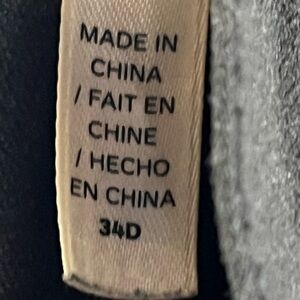 MADE IN
CHINA
/ FAIT EN
CHINE
/ HECHO
EN CHINA
34D